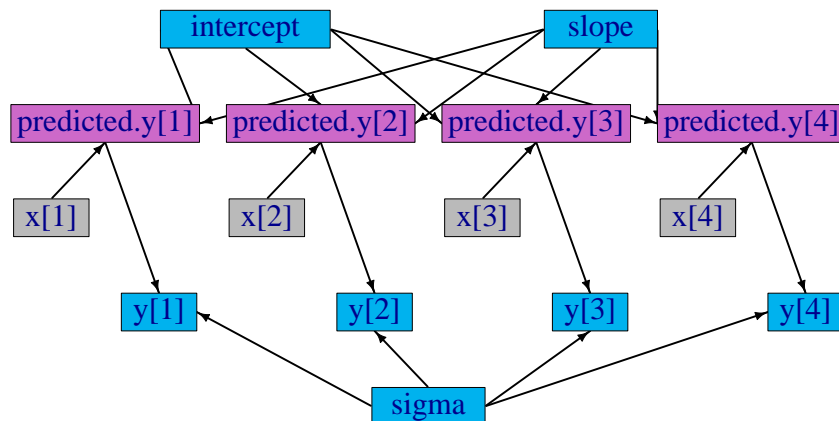 intercept slope
predicted.y[1] predicted.y[2] predicted.y[3] predicted.y[4]
x[1] x[2] x[3] x[4]
y[1] y[2] y[3] y[4]
sigma